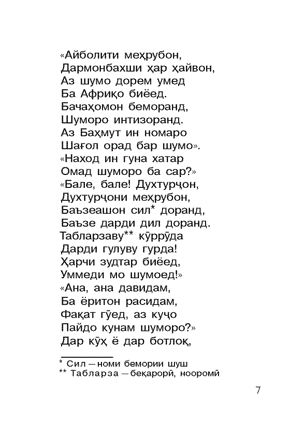 «Айболити меҳрубон,
Дармонбахши ҳар ҳайвон,
Аз шумо дорем умед
Ба Африқо биёед.
Бачаҳомон беморанд,
Шуморо интизоранд.
Аз Баҳмут ин номаро
Шағол орад бар шумо».
«Наход ин гуна хатар
Омад шуморо ба сар?»
«Бале, бале! Духтурҷон,
Духтурҷони меҳрубон,
Баъзеашон сил* доранд,
Баъзе дарди дил доранд.
Табларзаву** кӯррӯда
Дарди гулуву гурда!
Ҳарчи зудтар биёед,
Уммеди мо шумоед!»
«Ана, ана давидам,
Ба ёритон расидам,
Фақат гӯед, аз куҷо
Пайдо кунам шуморо?»
Дар кӯҳ ё дар ботлоқ,
* Сил — номи бемории шуш
** Табларза — беқарорӣ, нооромӣ
7